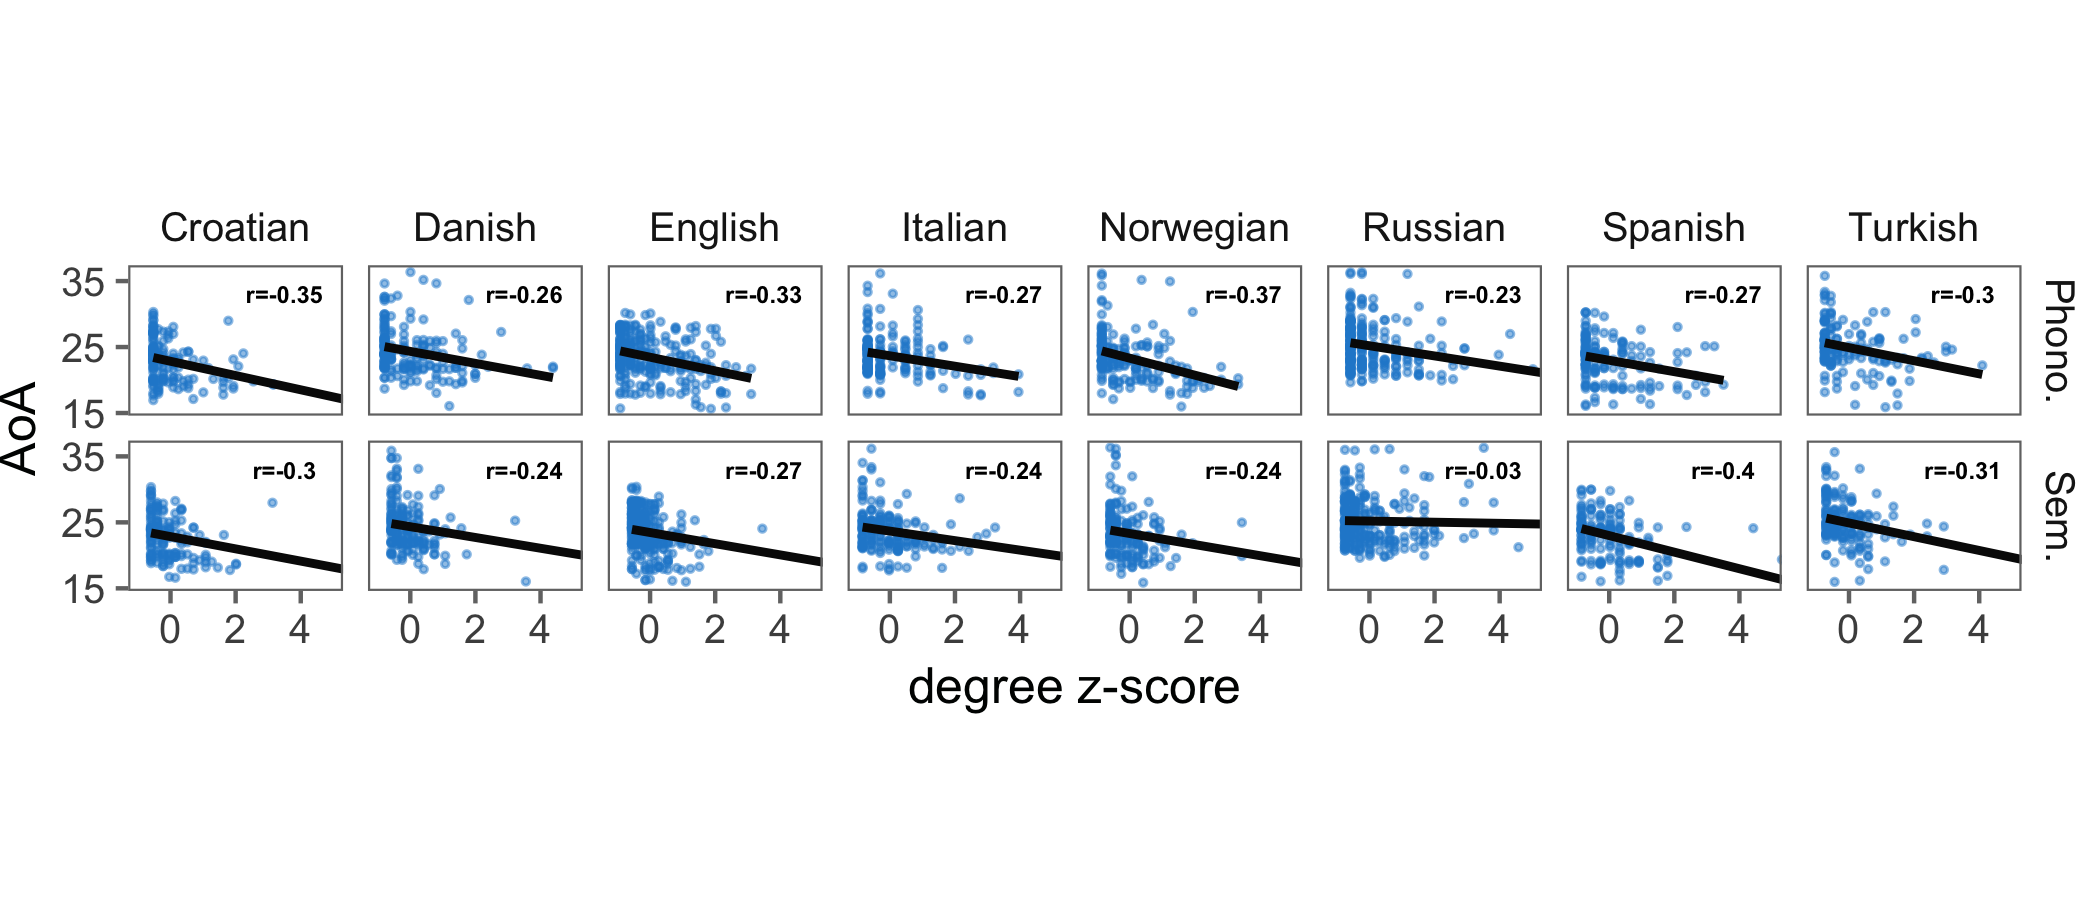 Croatian Danish English Italian Norwegian Russian Spanish Turkish
35 r=-0.35 r=-0.26 r=-0.33 r=-0.27 r=-0.37 r=-0.23 r=-0.27 r=-0.3
25
15
Phono.
AoA
35 r=-0.3 r=-0.24 r=-0.27 r=-0.24 r=-0.24 r=-0.03 r=-0.4 r=-0.31
25
15
Sem.
0 2 4 0 2 4 0 2 4 0 2 4 0 2 4 0 2 4 0 2 4 0 2 4
degree z-score